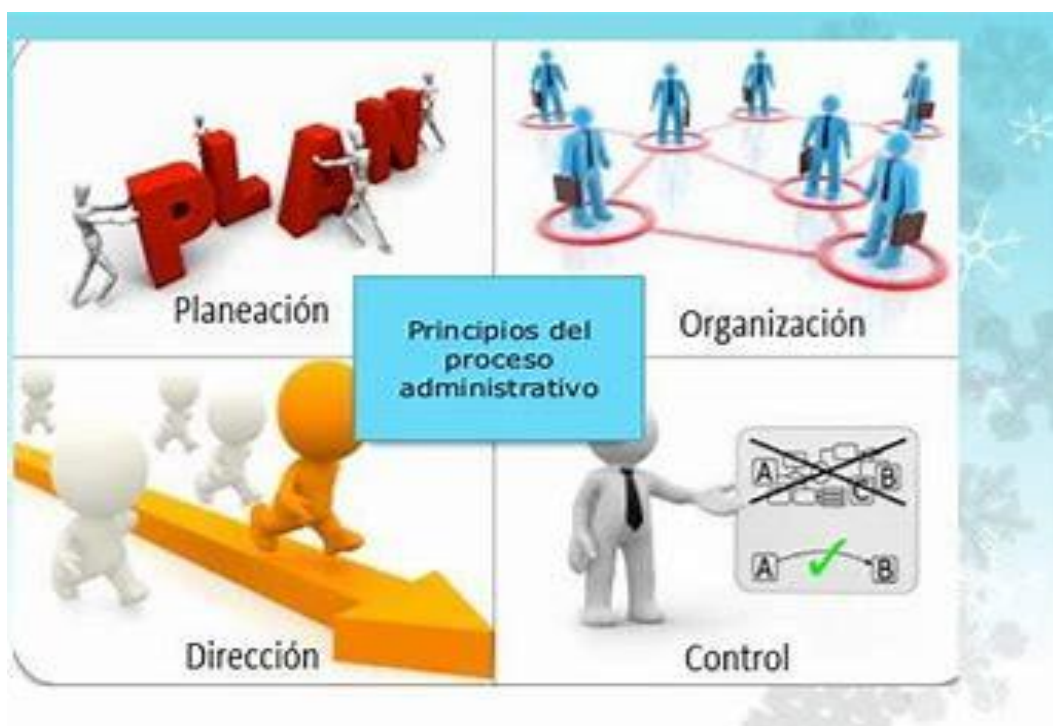 PLAN
Planeación
Organización
Principios del
proceso
administrativo
Dirección
A
B
C
A
B
Control